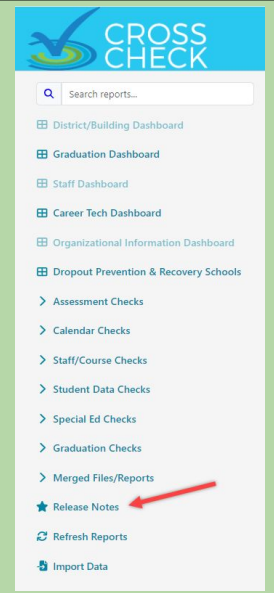 CROSS
CHECK
Search reports...
District/Building Dashboard
Graduation Dashboard
Staff Dashboard
Career Tech Dashboard
Organizational Information Dashboard
Dropout Prevention & Recovery Schools
Assessment Checks
Calendar Checks
Staff/Course Checks
Student Data Checks
Special Ed Checks
Graduation Checks
Merged Files/Reports
Release Notes
Refresh Reports
Import Data